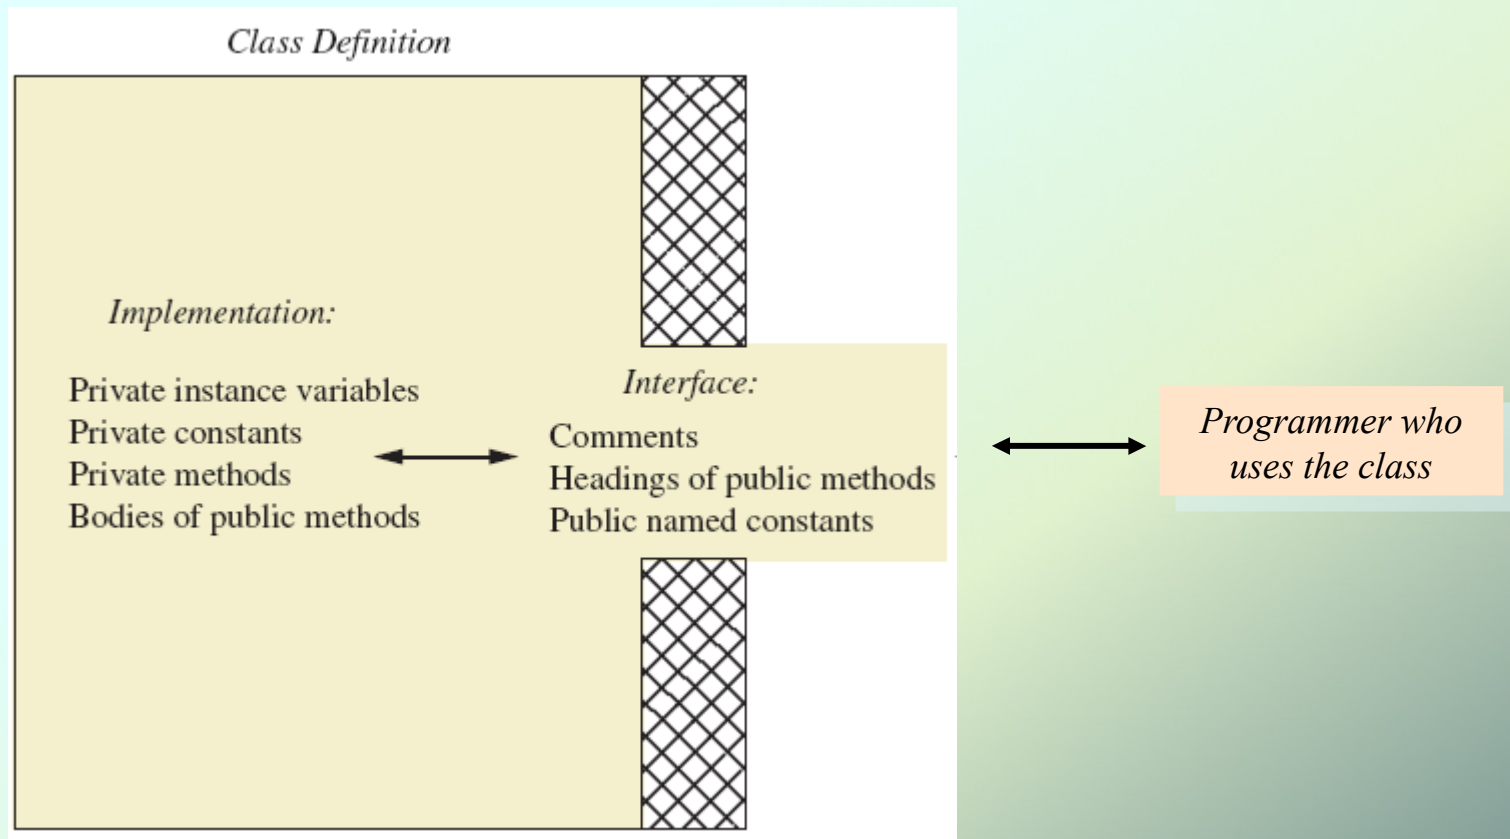 Class Definition
Implementation:
Private instance variables
Private constants
Private methods
Bodies of public methods
Interface:
Comments
Headings of public methods
Public named constants
Programmer who
uses the class